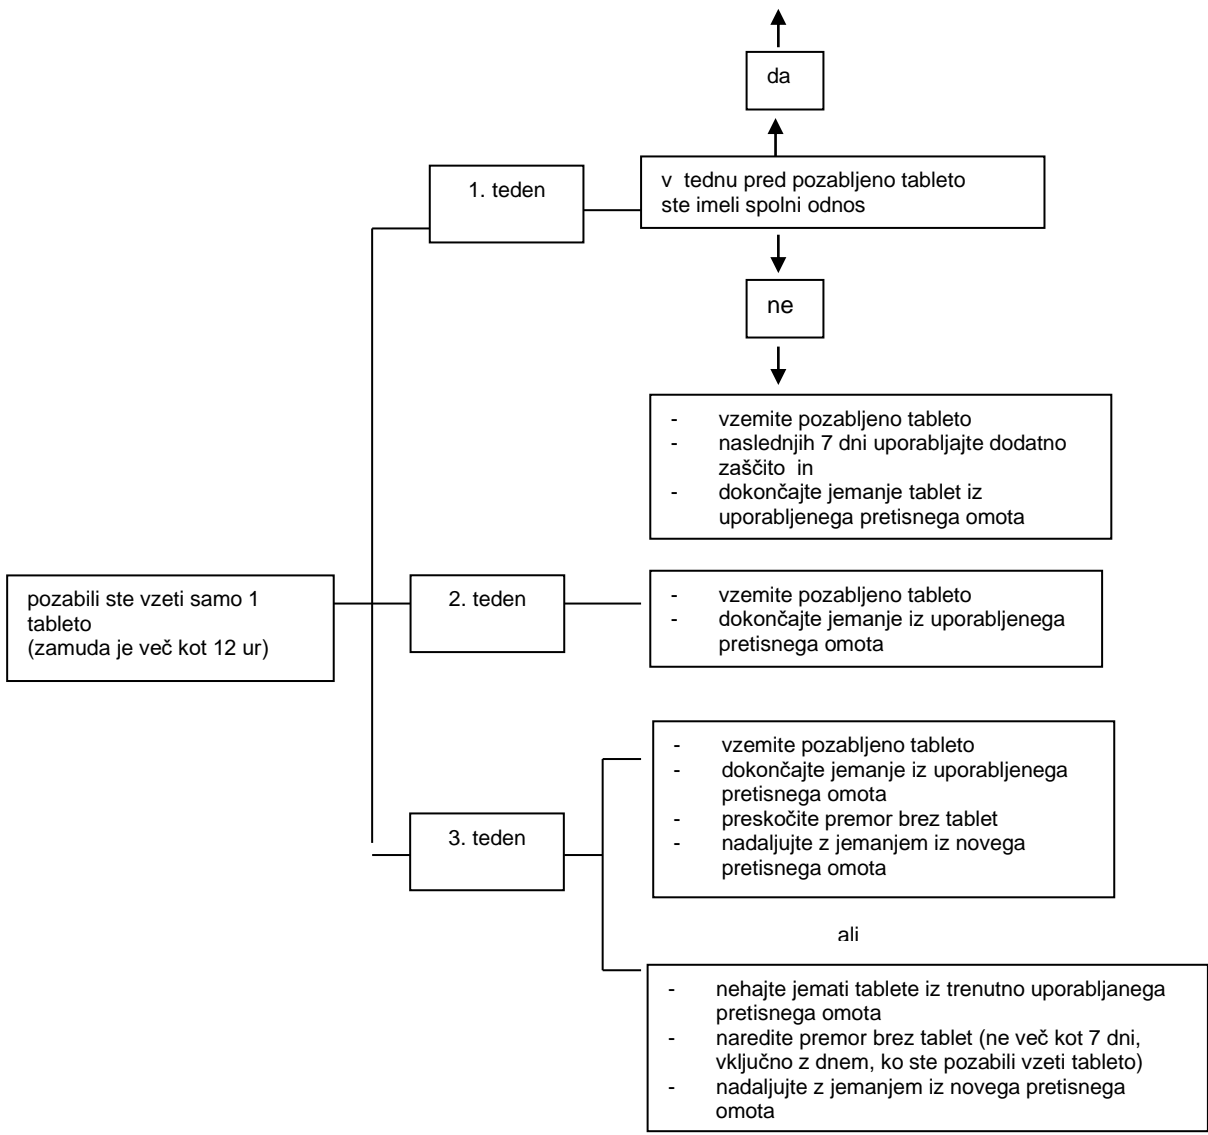 da
1. teden
v tednu pred pozabljeno tableto
ste imeli spolni odnos
ne
- vzemite pozabljeno tableto
- naslednjih 7 dni uporabljajte dodatno
zaščito in
- dokončajte jemanje tablet iz
uporabljenega pretisnega omota
pozabili ste vzeti samo 1
tableto
(zamuda je več kot 12 ur)
2. teden
- vzemite pozabljeno tableto
- dokončajte jemanje iz uporabljenega
pretisnega omota
3. teden
- vzemite pozabljeno tableto
- dokončajte jemanje iz uporabljenega
pretisnega omota
- preskočite premor brez tablet
- nadaljujte z jemanjem iz novega
pretisnega omota
ali
- nehajte jemati tablete iz trenutno uporabljanega
pretisnega omota
- naredite premor brez tablet (ne več kot 7 dni,
vključno z dnem, ko ste pozabili vzeti tableto)
- nadaljujte z jemanjem iz novega pretisnega
omota